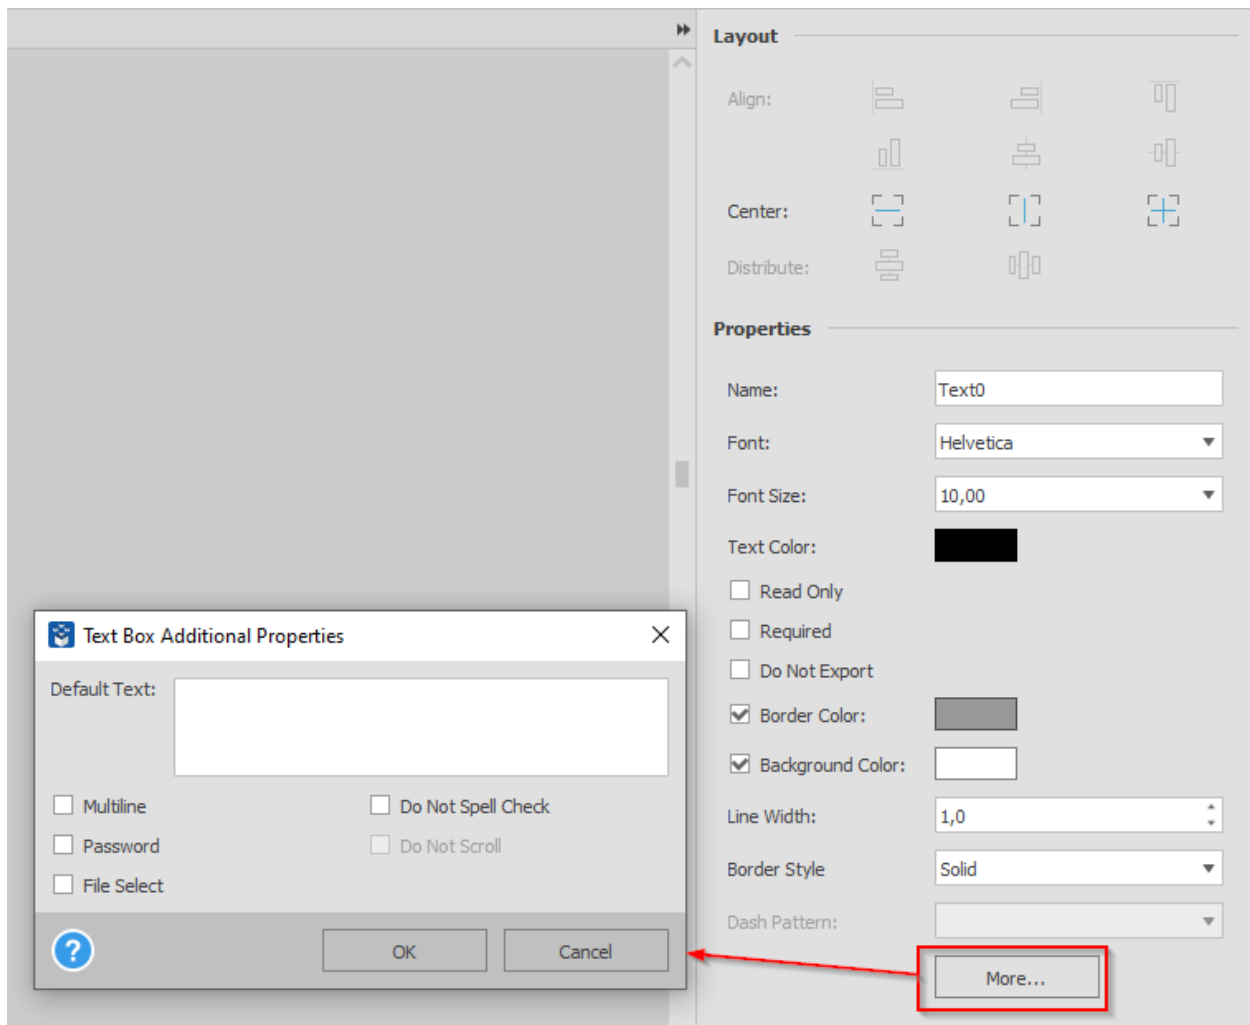 Layout
Align:
Center:
Distribute:
Properties
Name: Text0
Font: Helvetica
Font Size: 10,00
Text Color:
Read Only
Required
Do Not Export
Border Color:
Background Color:
Line Width: 1,0
Border Style Solid
Dash Pattern:
More...
Text Box Additional Properties
Default Text:
Multiline Do Not Spell Check
Password Do Not Scroll
File Select
? OK Cancel